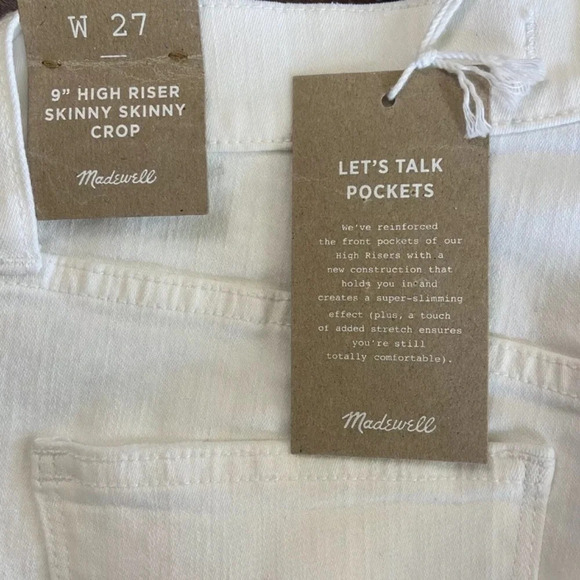 W 27
9” HIGH RISER
SKINNY SKINNY
CROP
Madewell
LET'S TALK
POCKETS
We've reinforced
the front pockets of our
High Risers with a
new construction that
holds you in and
creates a super-slimming
effect (plus, a touch
of added stretch ensures
you're still
totally comfortable).
Madewell